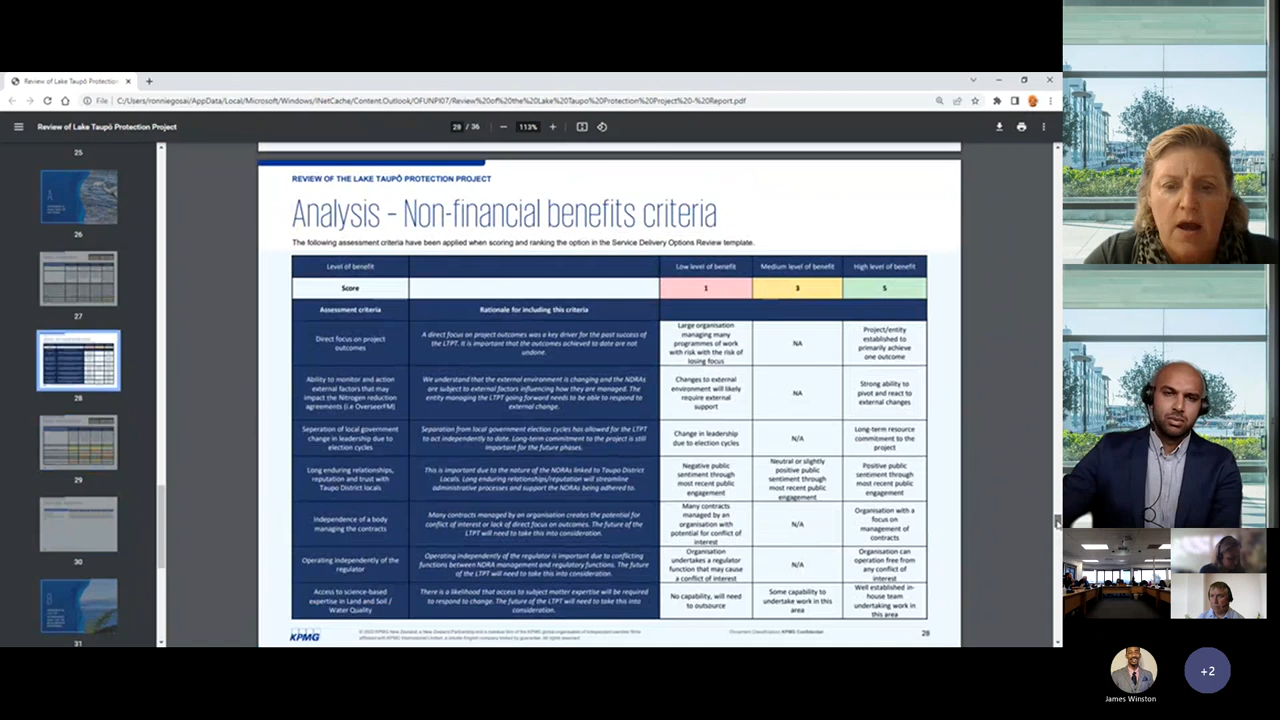 Review of Lake Taupō Protection
File
C:/Users/ronniegosai/AppData/Local/Microsoft/Windows/INetCache/Content.Outlook/OFUNPI07/Review%20of%20the%20Lake%20Taupo%20Protection%20Project%20-%20Report.pdf
Review of Lake Taupō Protection Project
28 / 36
113%
25
26
27
28
29
30
31
REVIEW OF THE LAKE TAUPŌ PROTECTION PROJECT
Analysis – Non-financial benefits criteria
The following assessment criteria have been applied when scoring and ranking the option in the Service Delivery Options Review template.
Level of benefit
Low level of benefit
Medium level of benefit
High level of benefit
Score
1
3
5
Assessment criteria
Rationale for including this criteria
Direct focus on project
outcomes
A direct focus on project outcomes was a key driver for the past success of
the LTPT. It is important that the outcomes achieved to date are not
undone.
Large organisation
managing many
programmes of work
with risk with the risk of
losing focus
NA
Project/entity
established to
primarily achieve
one outcome
Ability to monitor and action
external factors that may
impact the Nitrogen reduction
agreements (i.e OverseerFM)
We understand that the external environment is changing and the NDRAs
are subject to external factors influencing how they are managed. The
entity managing the LTPT going forward needs to be able to respond to
external change.
Changes to external
environment will likely
require external
support
NA
Strong ability to
pivot and react to
external changes
Seperation of local government
change in leadership due to
election cycles
Separation from local government election cycles has allowed for the LTPT
to act independently to date. Long-term commitment to the project is still
important for the future phases.
Change in leadership
due to election cycles
N/A
Long-term resource
commitment to the
project
Long enduring relationships,
reputation and trust with
Taupo District locals
This is important due to the nature of the NDRAs linked to Taupo District
Locals. Long enduring relationships/reputation will streamline
administrative processes and support the NDRAs being adhered to.
Negative public
sentiment through
most recent public
engagement
Neutral or slightly
positive public
sentiment through
most recent public
engagement
Positive public
sentiment through
most recent public
engagement
Independence of a body
managing the contracts
Many contracts managed by an organisation creates the potential for
conflict of interest or lack of direct focus on outcomes. The future of the
LTPT will need to take this into consideration.
Many contracts
managed by an
organisation with
potential for conflict of
interest
N/A
Organisation with a
focus on
management of
contracts
Operating independently of the
regulator
Operating independently of the regulator is important due to conflicting
functions between NDRA management and regulatory functions. The future
of the LTPT will need to take this into consideration.
Organisation
undertakes a regulator
function that may cause
a conflict of interest
N/A
Organisation can
operation free from
any conflict of
interest
Access to science-based
expertise in Land and Soil /
Water Quality
There is a likelihood that access to subject matter expertise will be required
to respond to change. The future of the LTPT will need to take this into
consideration.
No capability, will need
to outsource
Some capability to
undertake work in this
area
Well established in-
house team
undertaking work in
this area
KPMG
Document Classification: KPMG Confidential
28
James Winston
+2